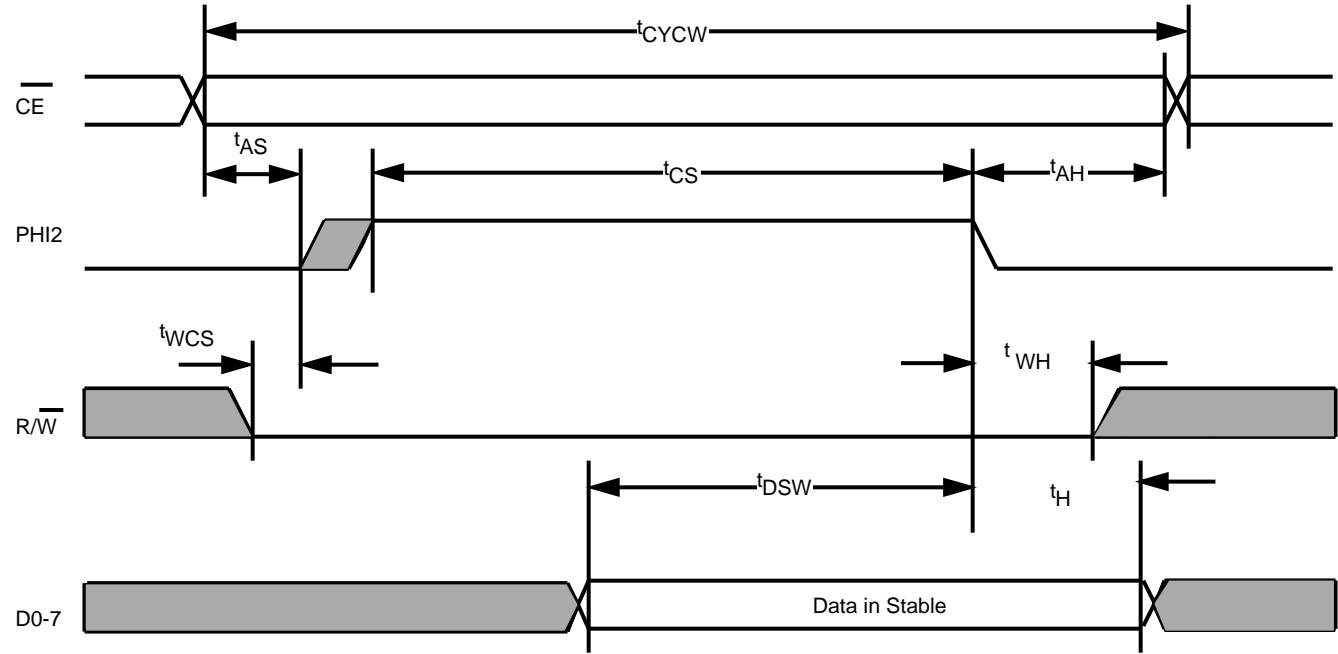 tCYCW
CE
tAS
tCS
tAH
PHI2
tWCS
t WH
R/W
tDSW
tH
D0-7
Data in Stable